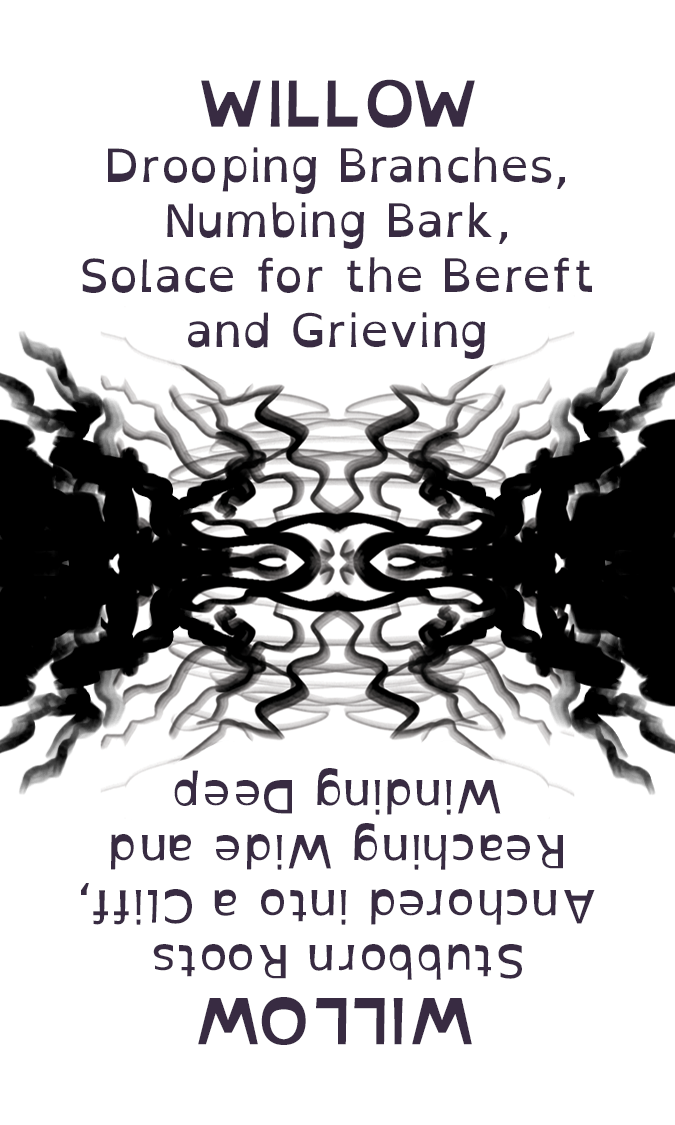 WILLOW
Drooping Branches,
Numbing Bark,
Solace for the Bereft
and Grieving
WILLOW
Stubborn Roots
Anchored into a Cliff,
Reaching Wide and
Winding Deep